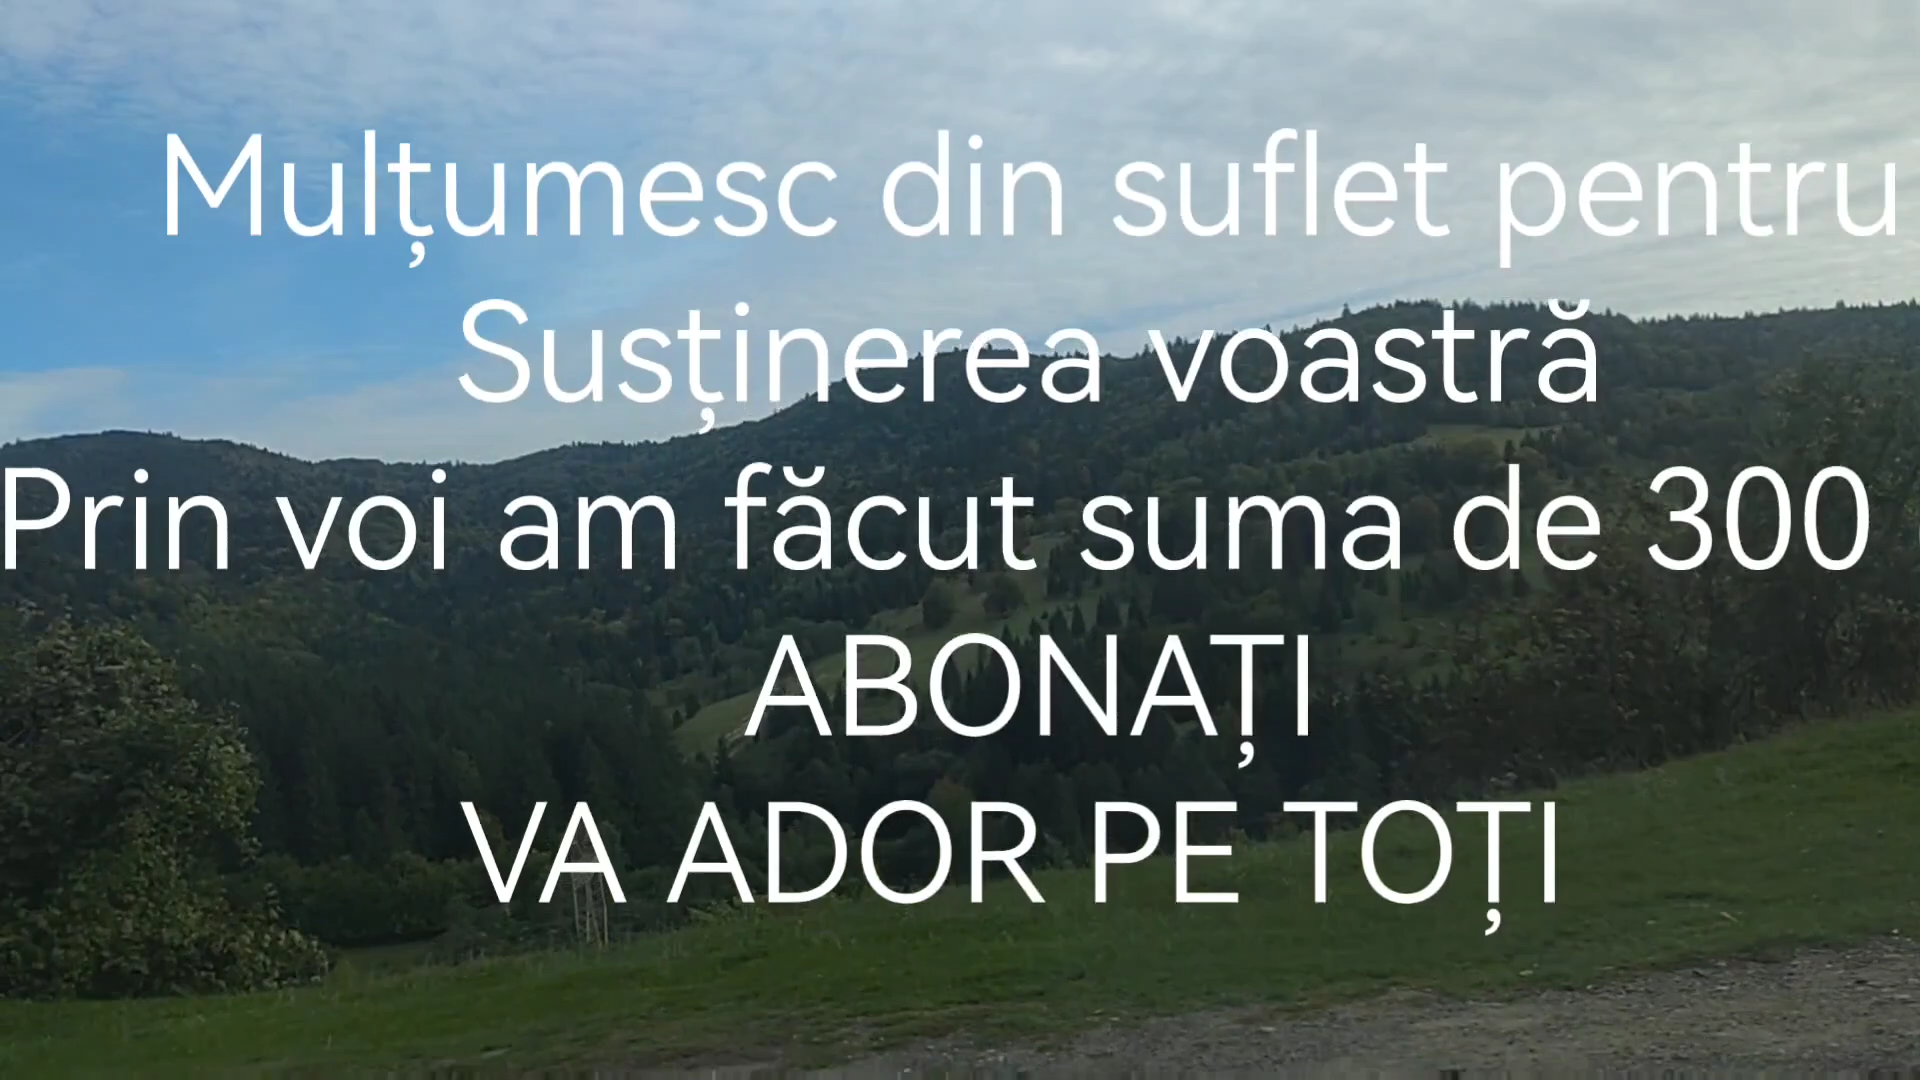 Mulțumesc din suflet pentru
Susținerea voastră
Prin voi am făcut suma de 300
ABONAȚI
VA ADOR PE TOȚI